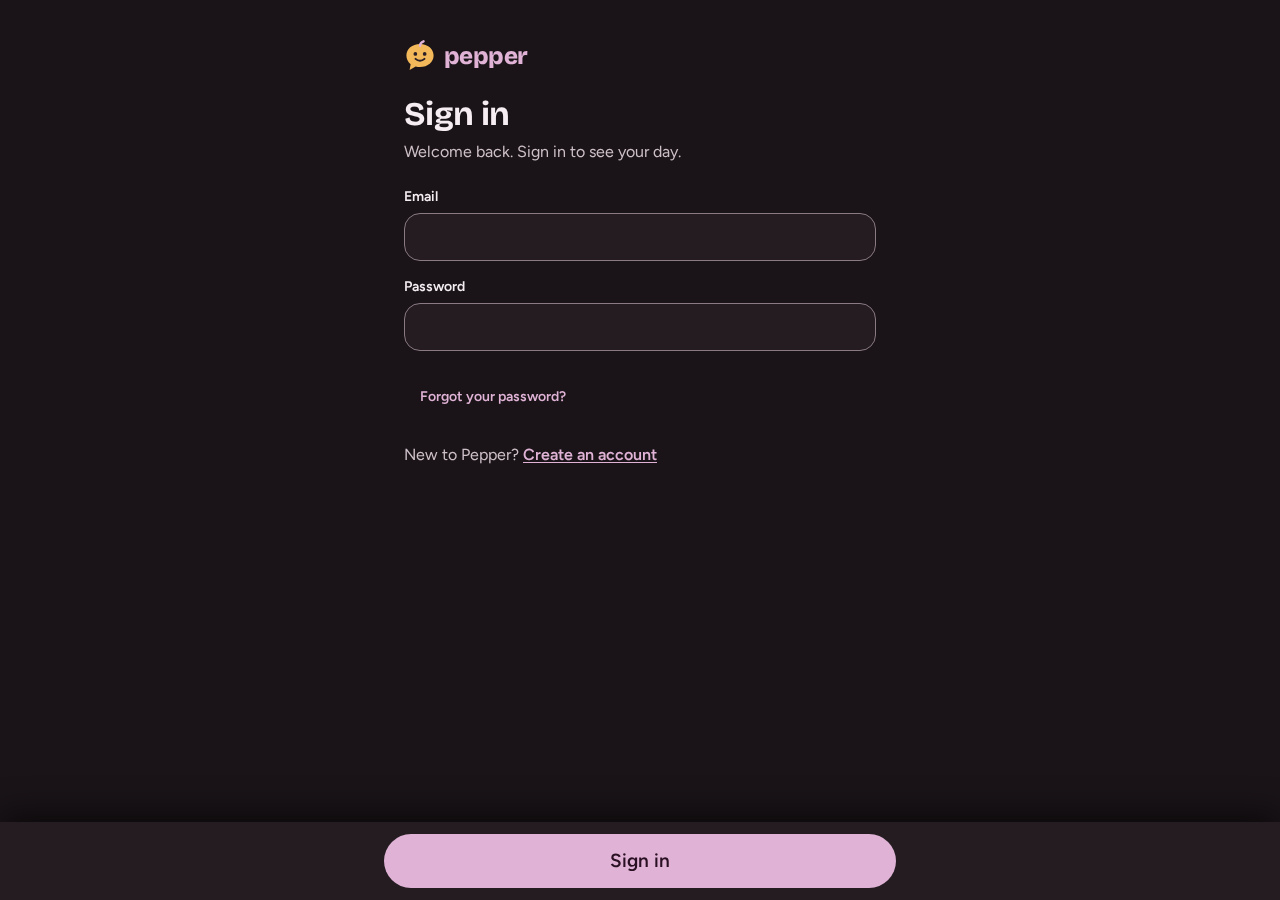 pepper
Sign in
Welcome back. Sign in to see your day.
Email
Password
Forgot your password?
New to Pepper? Create an account
Sign in